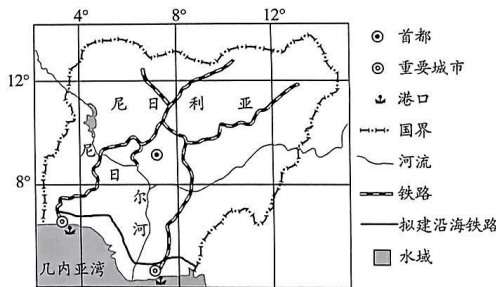 4° 8° 12°
12°
8°
尼日利亚
尼日尔河
几内亚湾
首都
重要城市
港口
国界
河流
铁路
拟建沿海铁路
水域